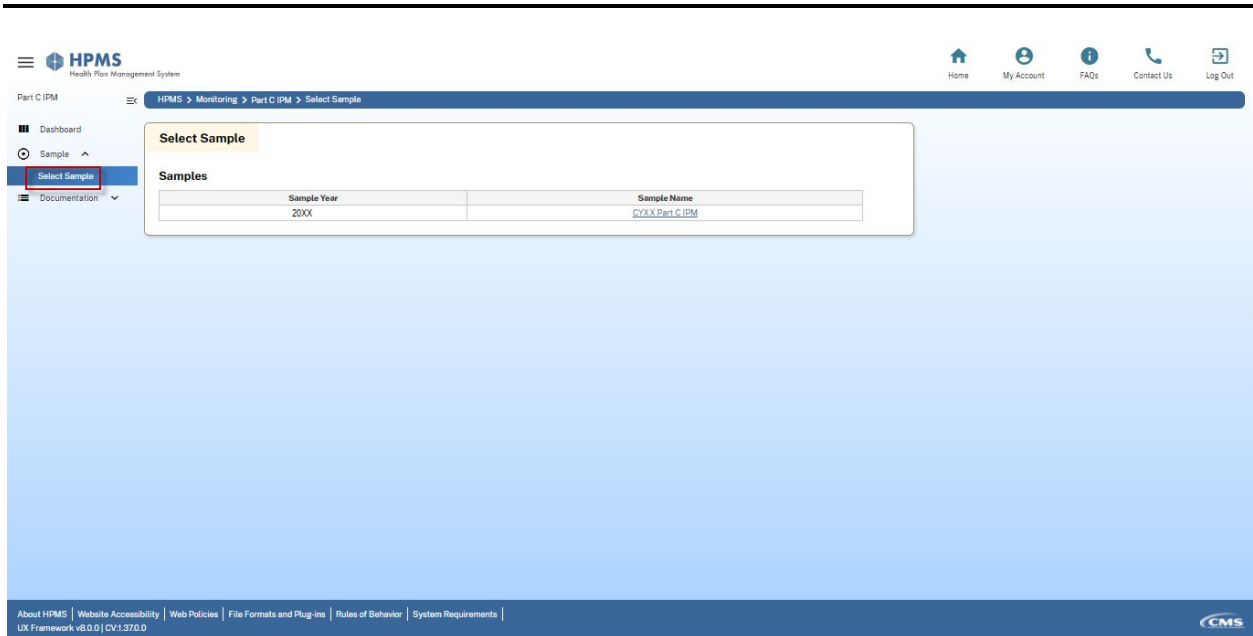 HPMS
Health Plan Management System
Home
My Account
FAQs
Contact Us
Log Out
Part C IPM
HPMS > Monitoring > Part C IPM > Select Sample
Dashboard
Sample
Select Sample
Documentation
Select Sample
Samples
Sample Year Sample Name
20XX CYXX Part C IPM
About HPMS | Website Accessibility | Web Policies | File Formats and Plug-ins | Rules of Behavior | System Requirements |
UX Framework v8.0.0 | CV:1.37.0.0
CMS